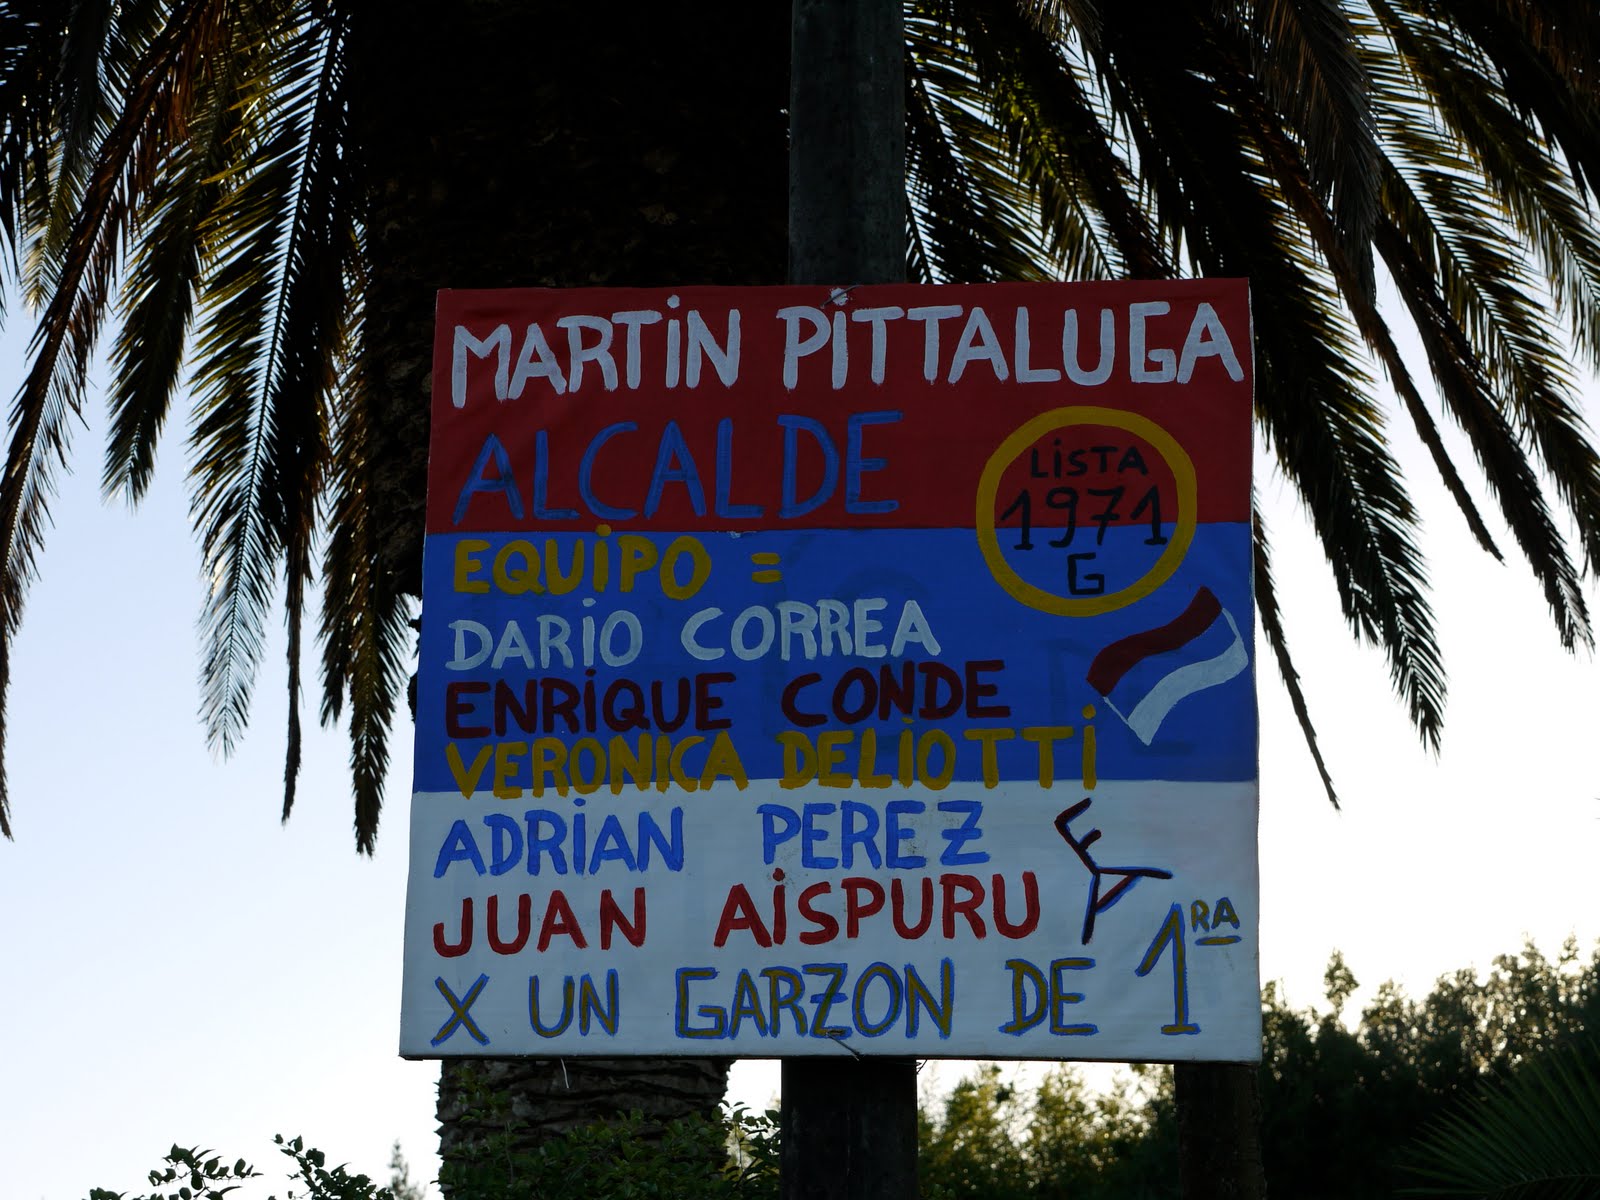 MARTIN PITTALUGA
ALCALDE
LISTA
1971
G
EQUIPO =
DARIO CORREA
ENRIQUE CONDE
VERONICA DELIOTTI
ADRIAN PEREZ
JUAN AISPURU
X UN GARZON DE 1RA